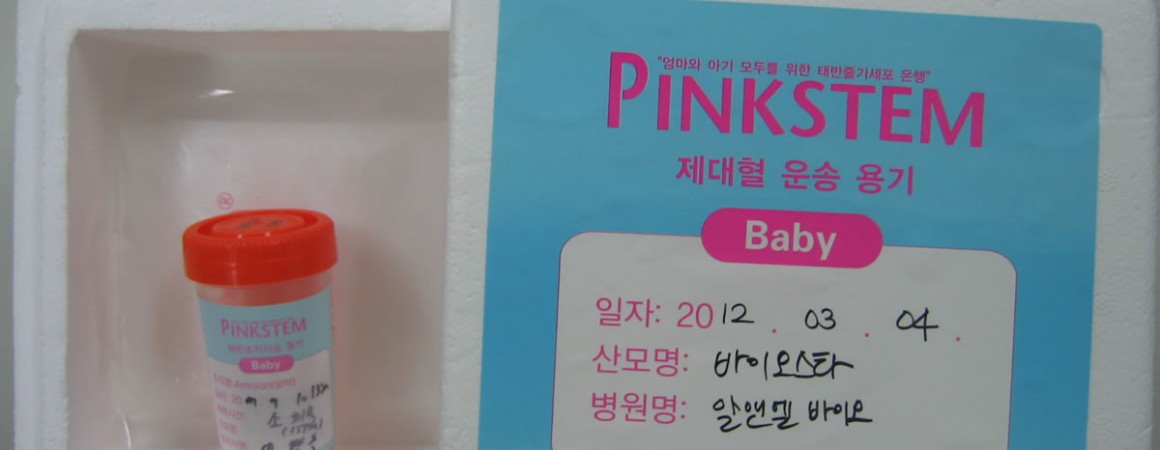 "엄마와 아기 모두를 위한 태반줄기세포 은행"
PINKSTEM
제대혈 운송 용기
Baby
일자: 2012 . 03 . 04 .
산모명: 바이오스타
병원명: 알앤엘 바이오
®
PINKSTEM
용기
Baby